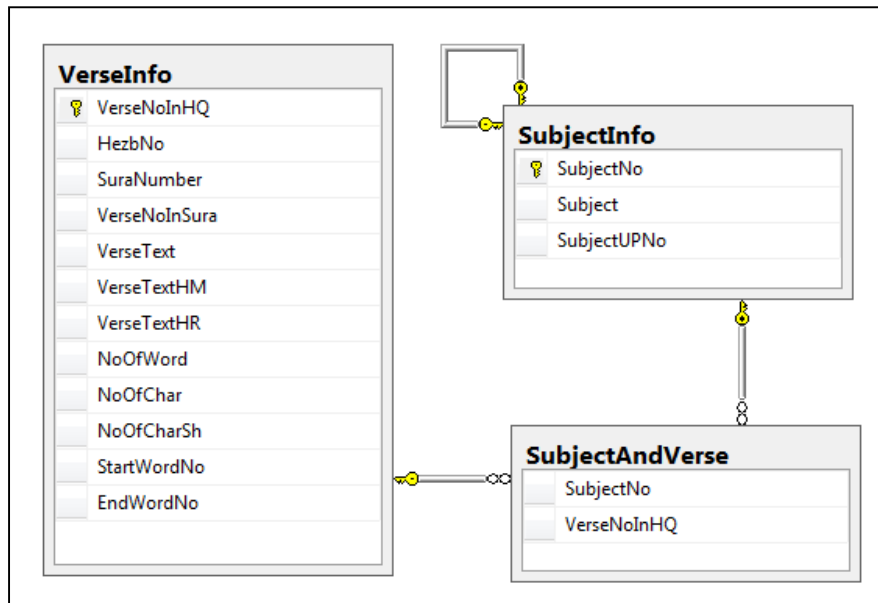 VerseInfo
VerseNoInHQ
HezbNo
SuraNumber
VerseNoInSura
VerseText
VerseTextHM
VerseTextHR
NoOfWord
NoOfChar
NoOfCharSh
StartWordNo
EndWordNo
SubjectInfo
SubjectNo
Subject
SubjectUPNo
SubjectAndVerse
SubjectNo
VerseNoInHQ